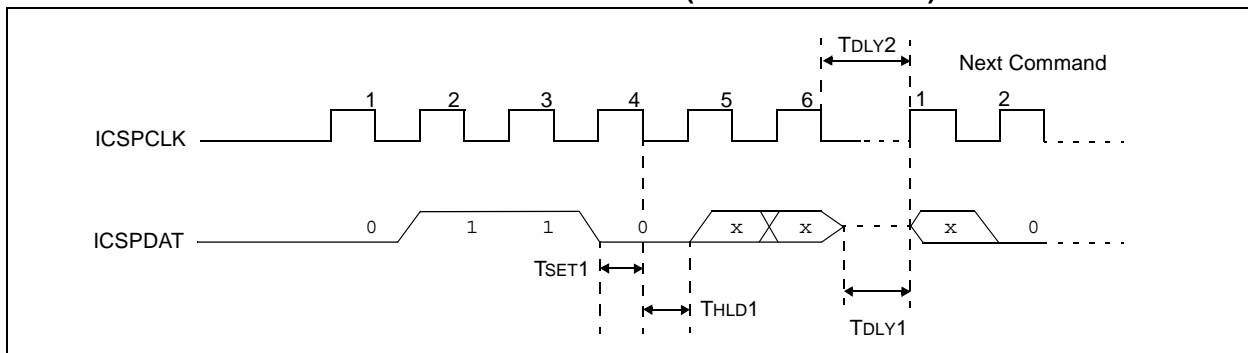 TDLY2
Next Command
1 2 3 4 5 6 1 2
ICSPCLK
ICSPDAT
0 1 1 0 x x x 0
TSET1
THLD1
TDLY1